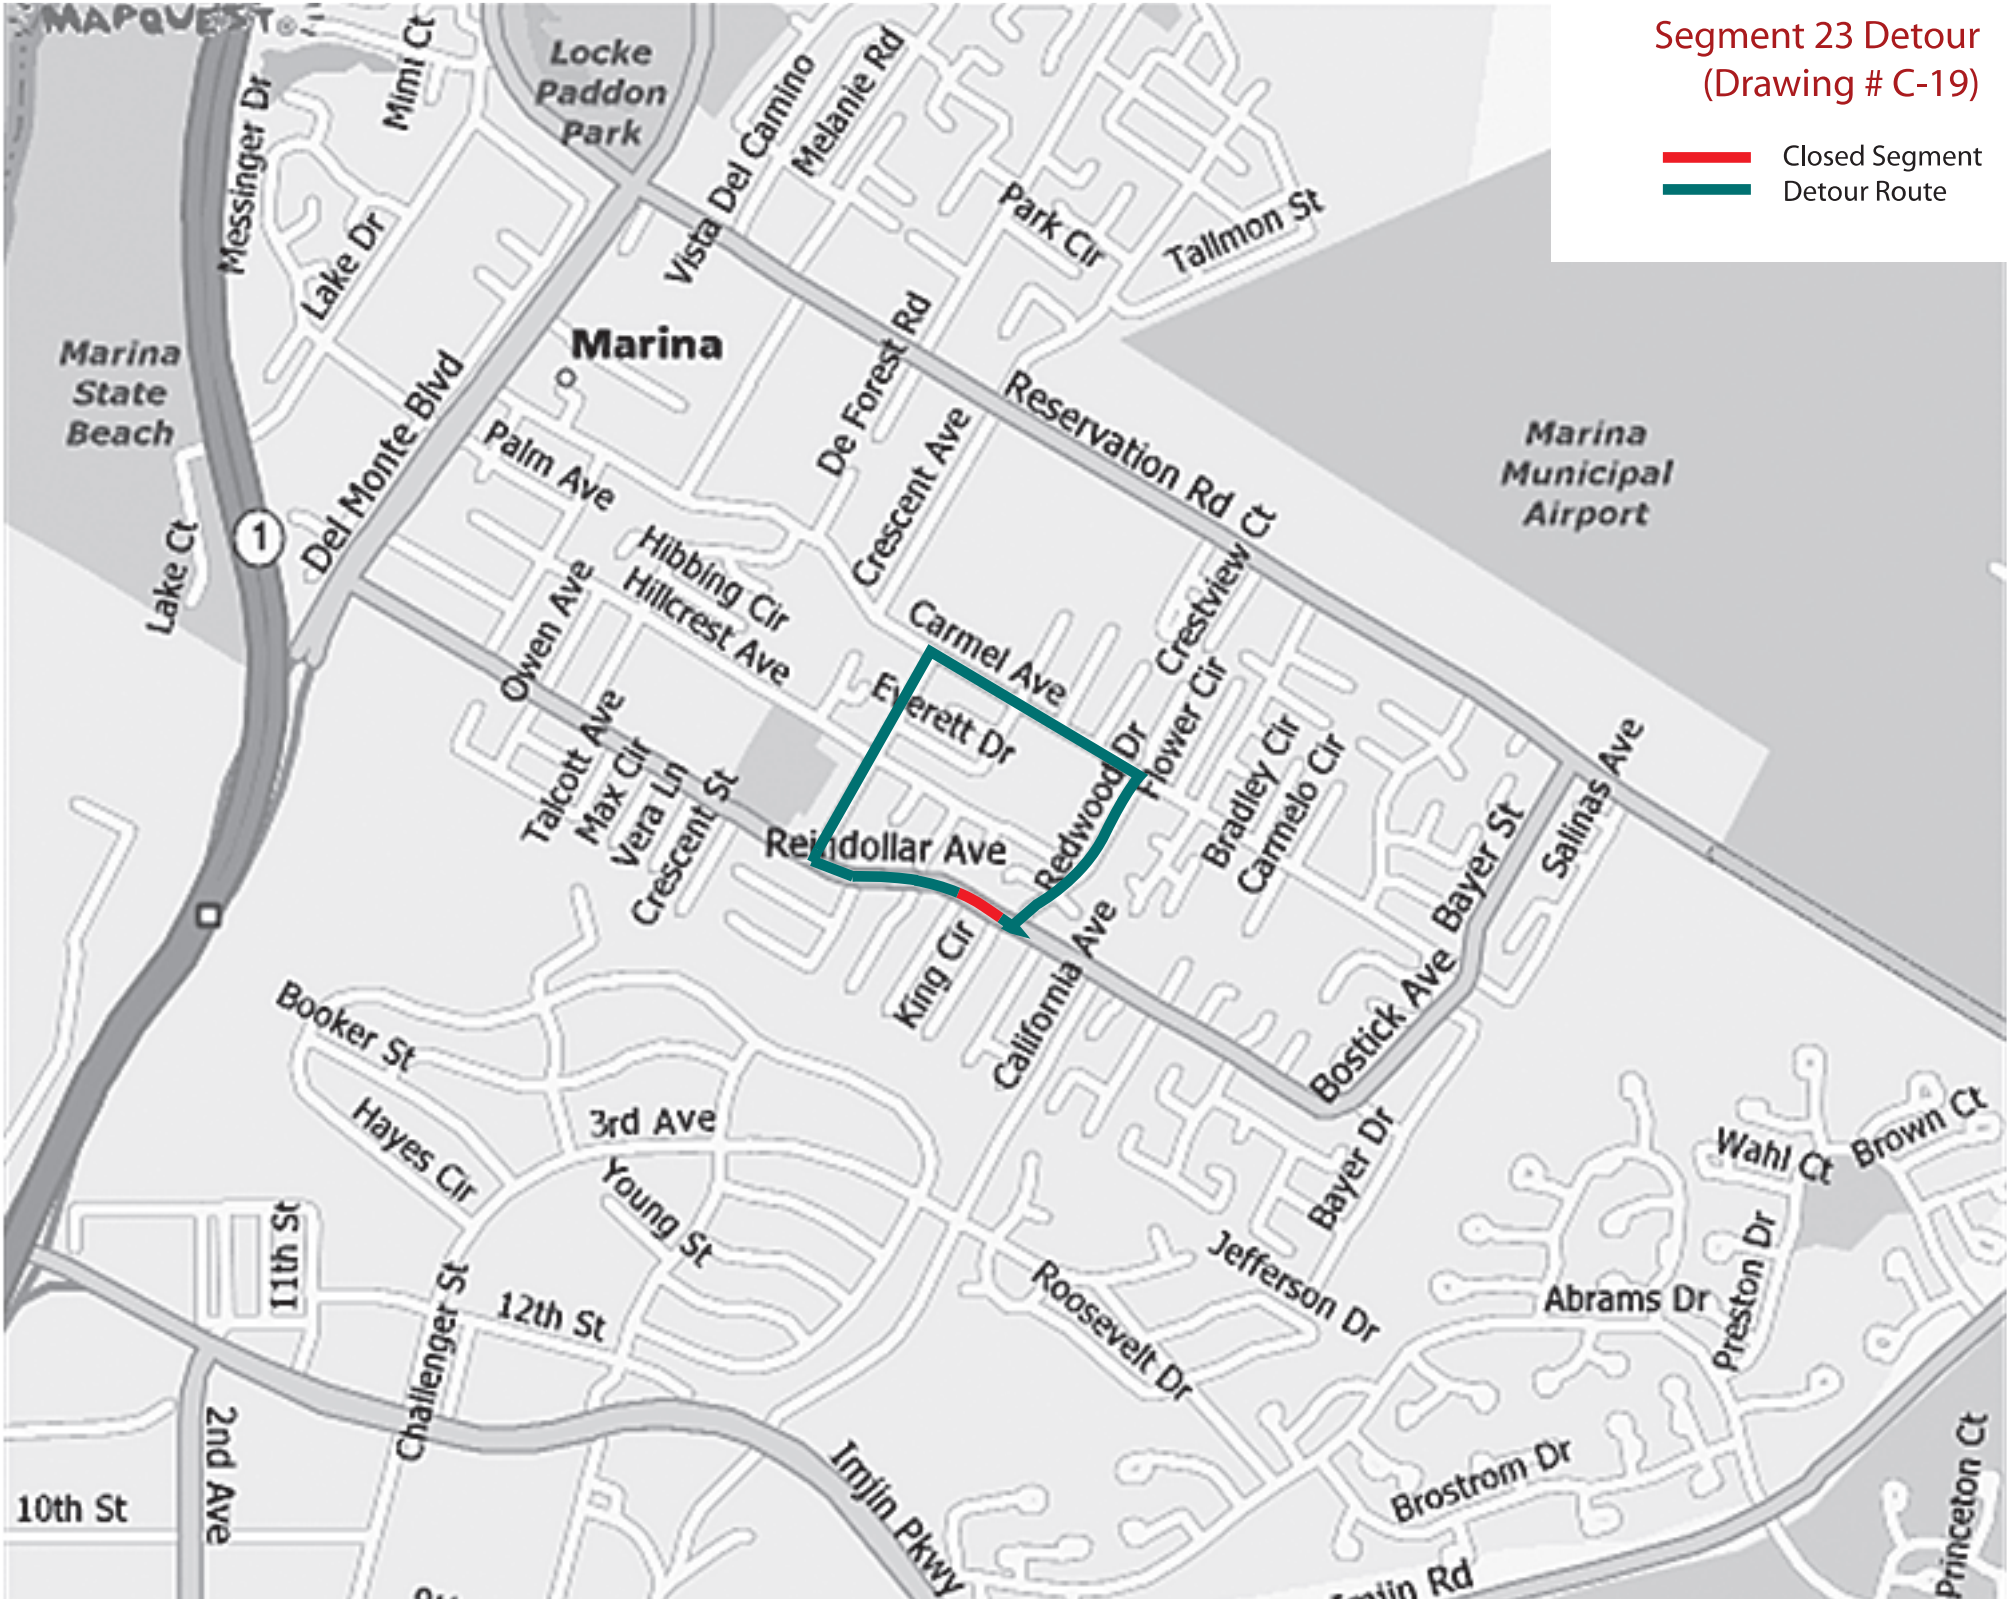 MAPQUEST®
Segment 23 Detour
(Drawing # C-19)
Closed Segment
Detour Route
Locke
Paddon
Park
Mimi Ct
Messinger Dr
Lake Dr
Vista Del Camino
Melanie Rd
Park Cir
Tallmon St
Marina
State
Beach
Marina
De Forest Rd
Reservation Rd
Ct
Marina
Municipal
Airport
Del Monte Blvd
Palm Ave
Crescent Ave
1
Lake Ct
Hibbing Cir
Hillcrest Ave
Owen Ave
Carmel Ave
Everett Dr
Crestview
Flower Cir
Redwood Dr
Bradley Cir
Carmelo Cir
Talcott Ave
Max Cir
Vera Ln
Crescent St
Reindollar Ave
Bayer St
Salinas Ave
King Cir
California Ave
Bostick Ave
Booker St
Hayes Cir
3rd Ave
Young St
Bayer Dr
Wahl Ct
Brown Ct
11th St
12th St
Challenger St
Roosevelt Dr
Jefferson Dr
Abrams Dr
Preston Dr
2nd Ave
10th St
Imjin Pkwy
Brostrom Dr
Imjin Rd
Princeton Ct